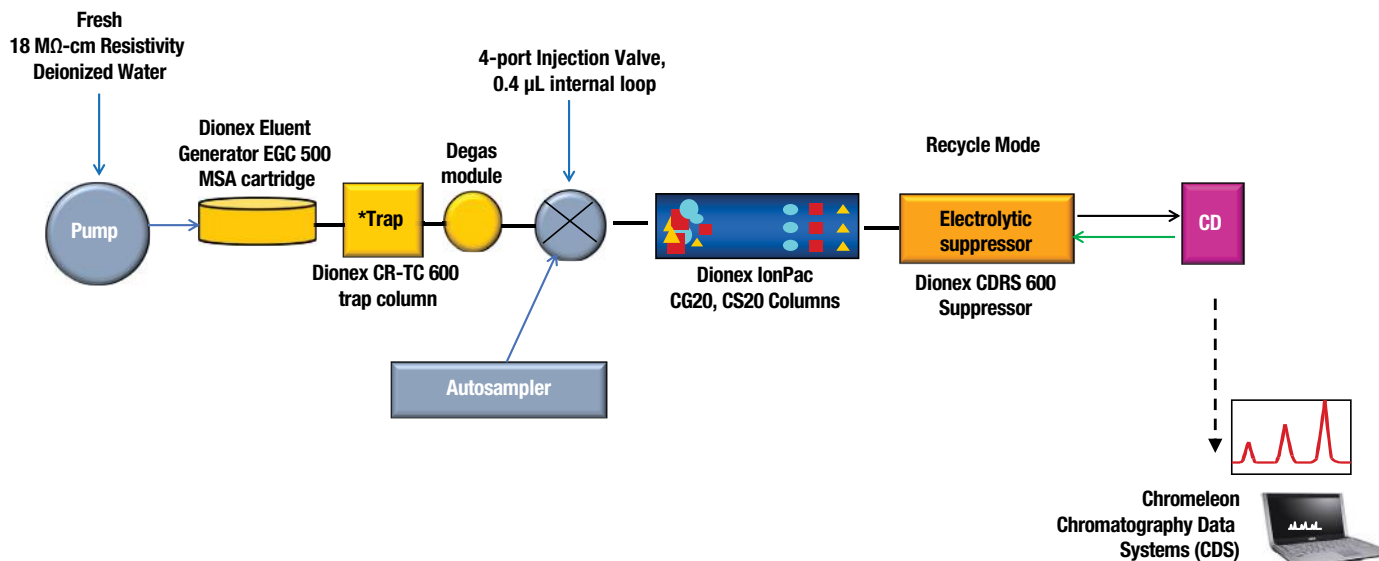 Fresh
18 MΩ-cm Resistivity
Deionized Water
4-port Injection Valve,
0.4 µL internal loop
Dionex Eluent
Generator EGC 500
MSA cartridge
Degas
module
Recycle Mode
Pump
*Trap
Electrolytic
suppressor
CD
Dionex CR-TC 600
trap column
Dionex IonPac
CG20, CS20 Columns
Dionex CDRS 600
Suppressor
Autosampler
Chromeleon
Chromatography Data
Systems (CDS)